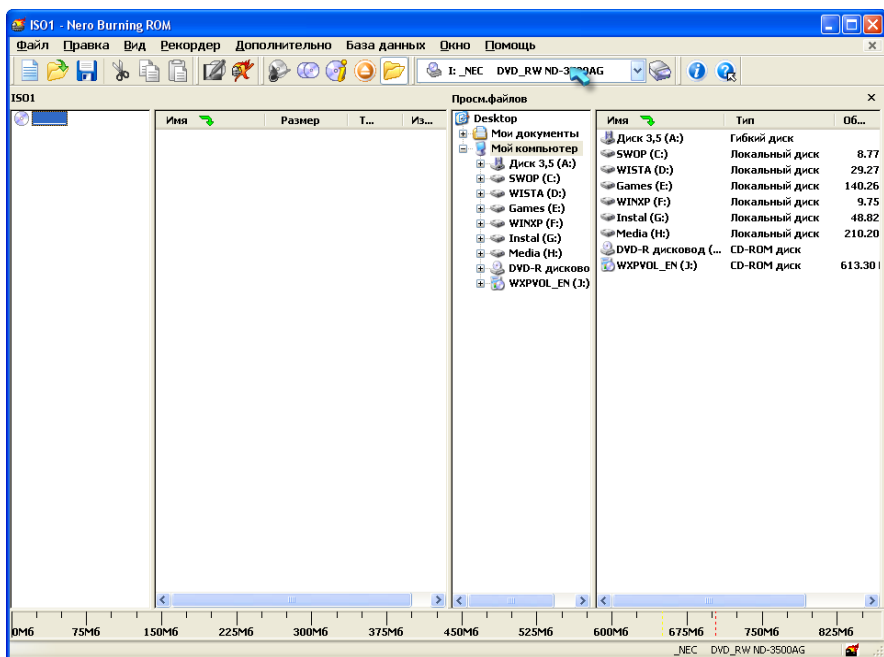 ISO1 - Nero Burning ROM
Файл Правка Вид Рекордер Дополнительно База данных Окно Помощь
I: _NEC DVD_RW ND-3500AG
ISO1
Просм.файлов
Имя Размер Т... Из...
Desktop
Мои документы
Мой компьютер
Диск 3,5 (A:)
SWOP (C:)
WISTA (D:)
Games (E:)
WINXP (F:)
Instal (G:)
Media (H:)
DVD-R дисково
WXPVOL_EN (J:)
Имя Тип Об...
Диск 3,5 (A:) Гибкий диск
SWOP (C:) Локальный диск 8.77
WISTA (D:) Локальный диск 29.27
Games (E:) Локальный диск 140.26
WINXP (F:) Локальный диск 9.75
Instal (G:) Локальный диск 48.82
Media (H:) Локальный диск 210.20
DVD-R дисковод (... CD-ROM диск
WXPVOL_EN (J:) CD-ROM диск 613.30
0Мб 75Мб 150Мб 225Мб 300Мб 375Мб 450Мб 525Мб 600Мб 675Мб 750Мб 825Мб
_NEC DVD_RW ND-3500AG